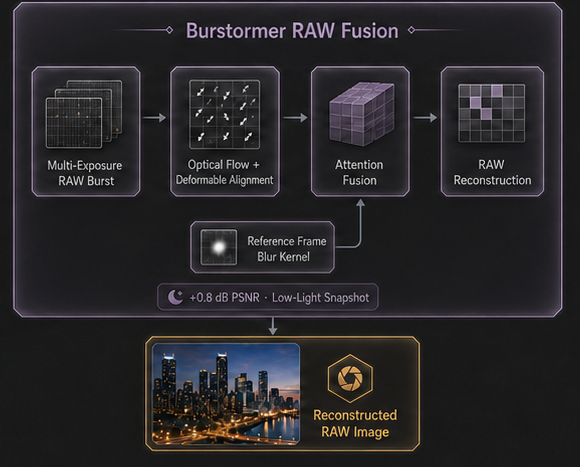 Burstormer RAW Fusion
Multi-Exposure
RAW Burst
Optical Flow +
Deformable Alignment
Attention
Fusion
RAW
Reconstruction
Reference Frame
Blur Kernel
+0.8 dB PSNR · Low-Light Snapshot
Reconstructed
RAW Image